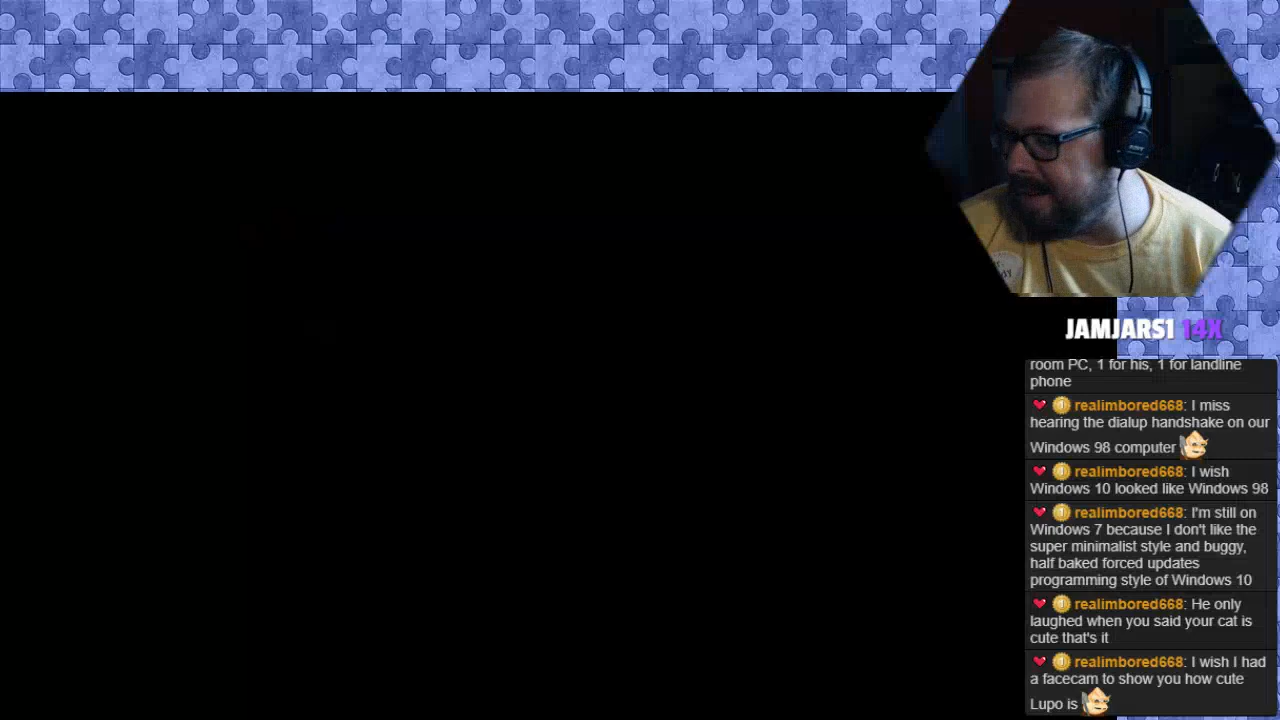 JAMJARS1 14X
room PC, 1 for his, 1 for landline
phone
realimbored668: I miss
hearing the dialup handshake on our
Windows 98 computer
realimbored668: I wish
Windows 10 looked like Windows 98
realimbored668: I'm still on
Windows 7 because I don't like the
super minimalist style and buggy,
half baked forced updates
programming style of Windows 10
realimbored668: He only
laughed when you said your cat is
cute that's it
realimbored668: I wish I had
a facecam to show you how cute
Lupo is